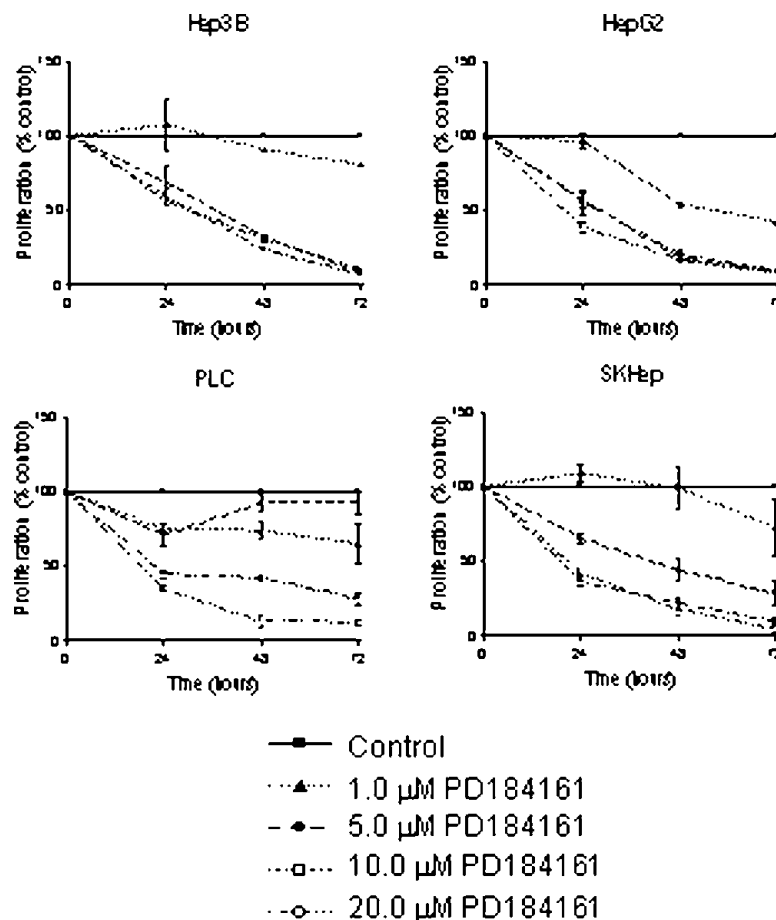 Hep3B
HepG2
Proliferation (% control)
150
100
50
0
0 24 48 72
Time (hours)
Proliferation (% control)
150
100
50
0
0 24 48 72
Time (hours)
PLC
SKHep
Proliferation (% control)
150
100
50
0
0 24 48 72
Time (hours)
Proliferation (% control)
150
100
50
0
0 24 48 72
Time (hours)
Control
1.0 µM PD184161
5.0 µM PD184161
10.0 µM PD184161
20.0 µM PD184161